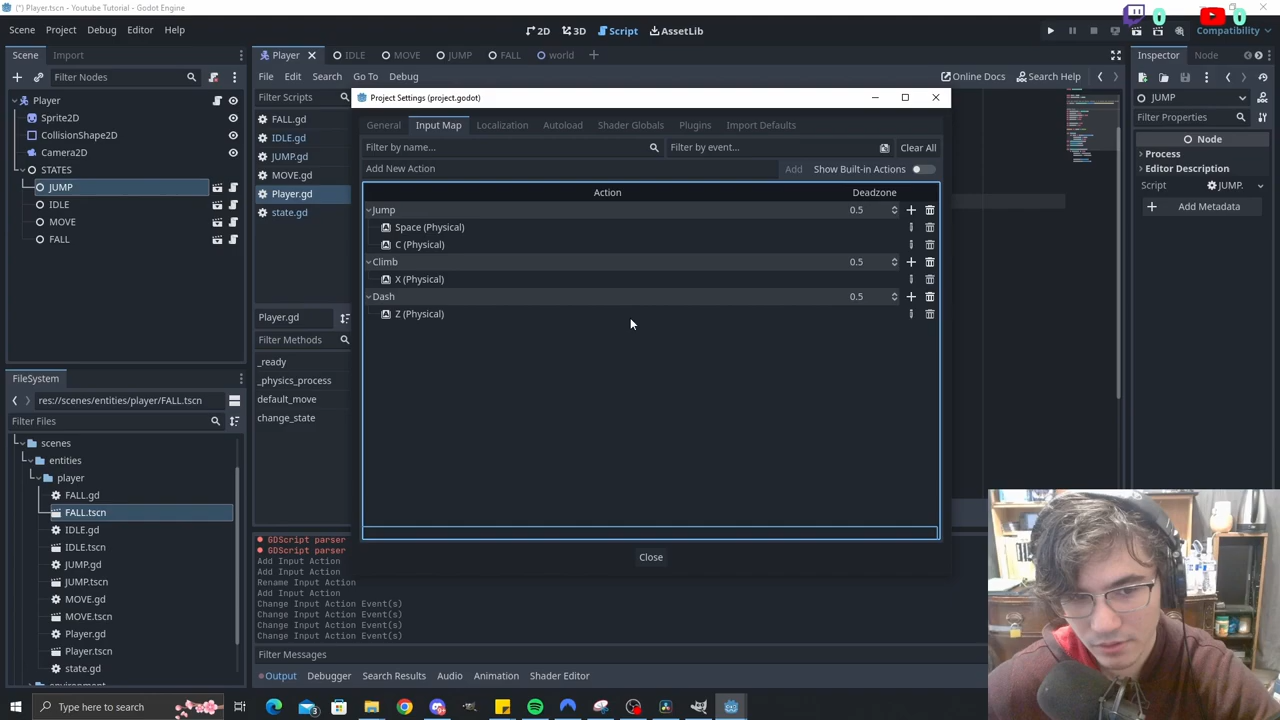 (*) Player.tscn - Youtube Tutorial - Godot Engine
0
0
Scene Project Debug Editor Help
2D 3D Script AssetLib
Compatibility
Scene Import
Player IDLE MOVE JUMP FALL world
Inspector Node
Filter Nodes
File Edit Search Go To Debug
Online Docs Search Help
Player
Sprite2D
CollisionShape2D
Camera2D
STATES
JUMP
IDLE
MOVE
FALL
Filter Scripts
FALL.gd
IDLE.gd
JUMP.gd
MOVE.gd
Player.gd
state.gd
Player.gd
Filter Methods
_ready
_physics_process
default_move
change_state
Project Settings (project.godot)
General Input Map Localization Autoload Shader Globals Plugins Import Defaults
Filter by name... Filter by event... Clear All
Add New Action Add Show Built-in Actions
Action Deadzone
Jump 0.5
Space (Physical)
C (Physical)
Climb 0.5
X (Physical)
Dash 0.5
Z (Physical)
Close
JUMP
Filter Properties
Node
Process
Editor Description
Script JUMP.
Add Metadata
FileSystem
res://scenes/entities/player/FALL.tscn
Filter Files
scenes
entities
player
FALL.gd
FALL.tscn
IDLE.gd
IDLE.tscn
JUMP.gd
JUMP.tscn
MOVE.gd
MOVE.tscn
Player.gd
Player.tscn
state.gd
GDScript parser
GDScript parser
Add Input Action
Add Input Action
Rename Input Action
Add Input Action
Change Input Action Event(s)
Change Input Action Event(s)
Change Input Action Event(s)
Filter Messages
Output Debugger Search Results Audio Animation Shader Editor
Type here to search
3